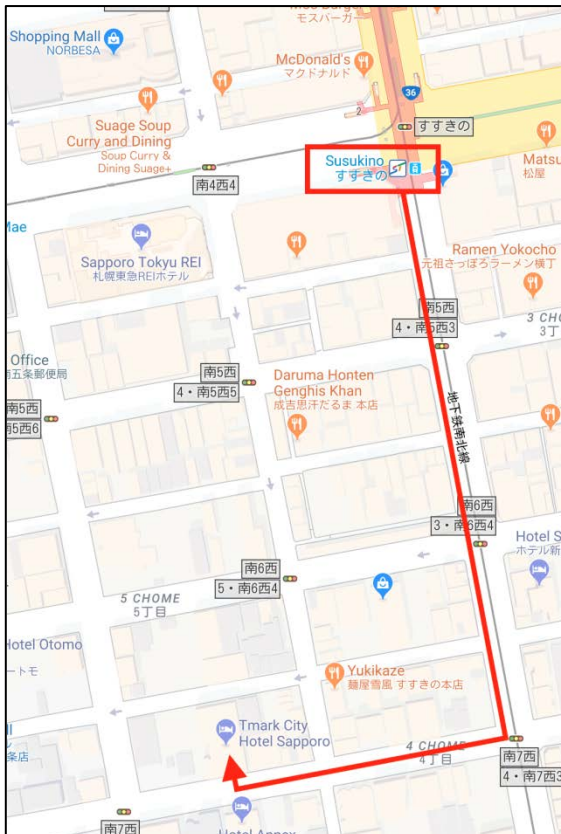 モスバーガー
Shopping Mall
NORBESA
McDonald's
マクドナルド
36
2
Suage Soup
Curry and Dining
Soup Curry &
Dining Suage+
すすきの
Susukino
すすきの
Matsu
松屋
南4西4
Mae
Sapporo Tokyu REI
札幌東急REIホテル
Ramen Yokocho
元祖さっぽろラーメン横丁
南5西
4・南5西3
3 CHOME
3丁
Office
五条郵便局
南5西
4・南5西5
Daruma Honten
Genghis Khan
成吉思汗だるま 本店
南5西
南5西6
地下鉄南北線
南6西
3・南6西4
Hotel S
ホテル新
南6西
5・南6西4
5 CHOME
5丁目
Hotel Otomo
ートモ
Yukikaze
麺屋雪風 すすきの本店
Tmark City
Hotel Sapporo
条店
4 CHOME
4丁目
南7西
4・南7西3
南7西
Hotel Annex